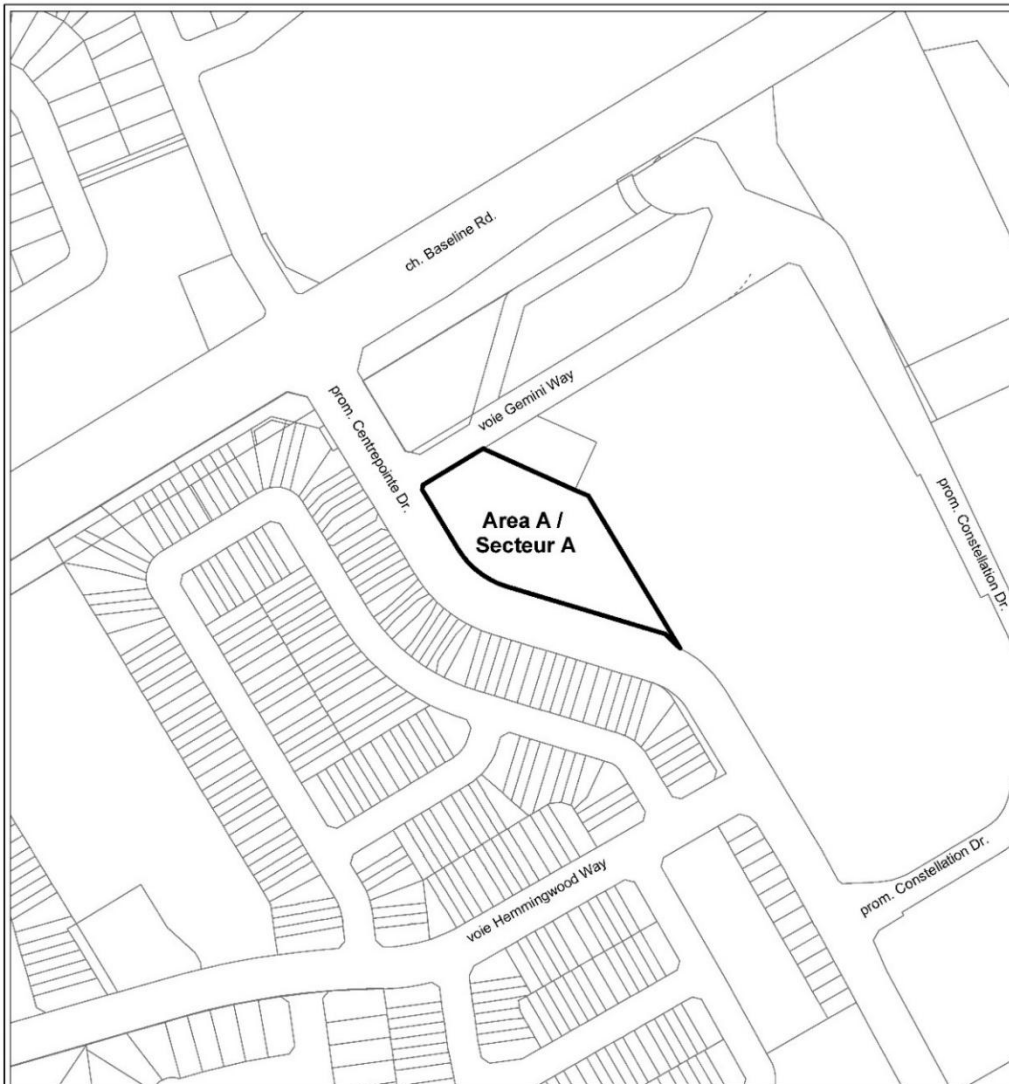 ch. Baseline Rd.
voie Gemini Way
prom. Centrepointe Dr.
Area A /
Secteur A
prom. Constellation Dr.
prom. Constellation Dr.
voie Hemmingwood Way